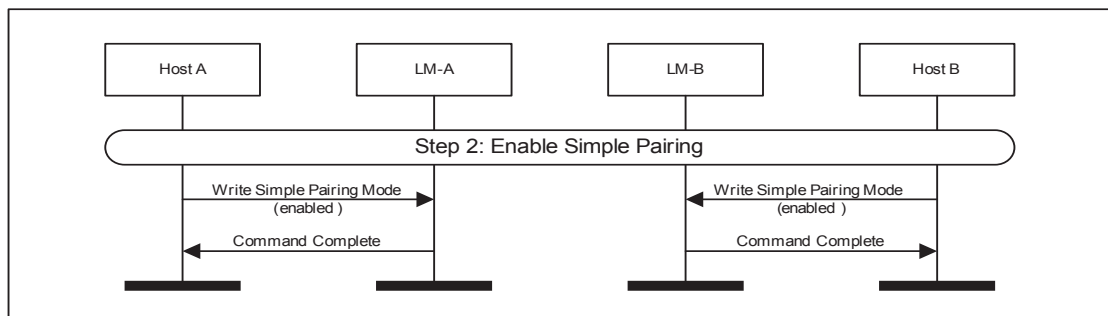 Host A
LM-A
LM-B
Host B
Step 2: Enable Simple Pairing
Write Simple Pairing Mode
(enabled )
Write Simple Pairing Mode
(enabled )
Command Complete
Command Complete